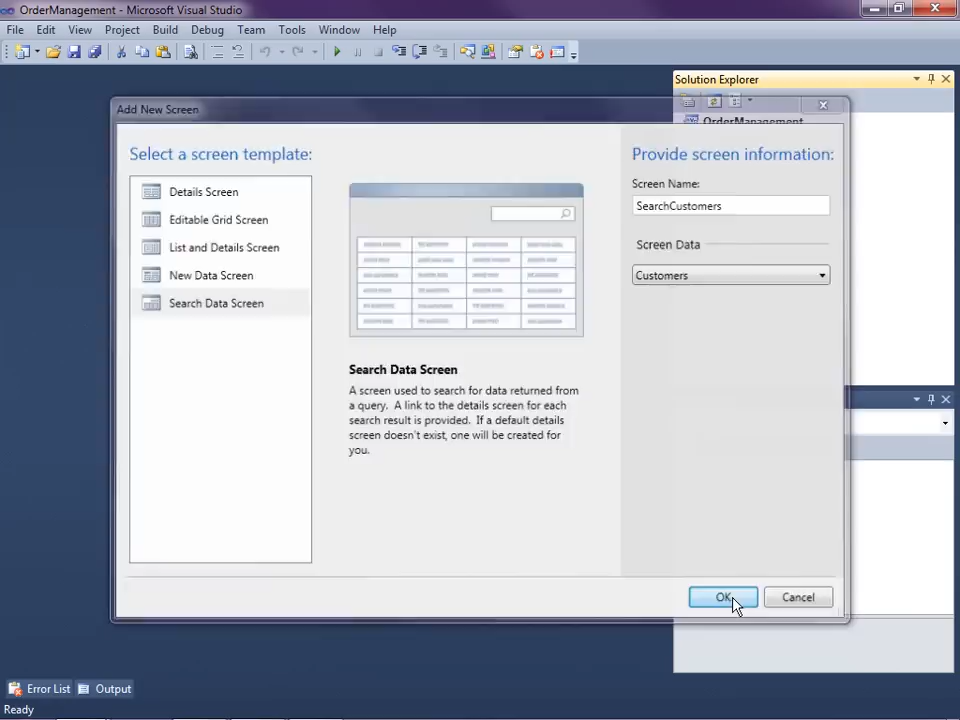 OrderManagement - Microsoft Visual Studio
File Edit View Project Build Debug Team Tools Window Help
Solution Explorer
Add New Screen
OrderManagement
Select a screen template:
Provide screen information:
Details Screen
Editable Grid Screen
List and Details Screen
New Data Screen
Search Data Screen
Screen Name:
SearchCustomers
Screen Data
Customers
Search Data Screen
A screen used to search for data returned from
a query. A link to the details screen for each
search result is provided. If a default details
screen doesn't exist, one will be created for
you.
OK Cancel
Error List Output
Ready